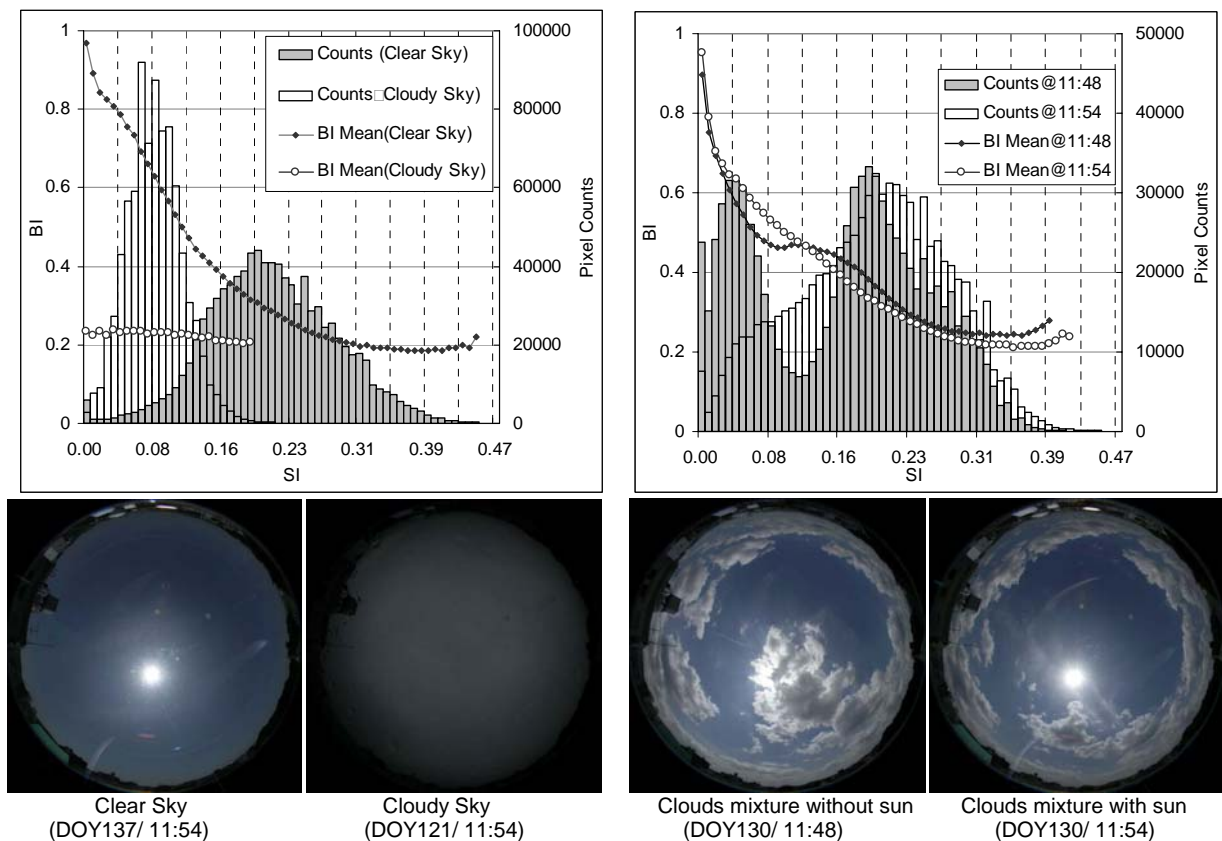 1
0.8
0.6
0.4
0.2
0
BI
100000
80000
60000
40000
20000
0
Pixel Counts
Counts (Clear Sky)
Counts□Cloudy Sky)
BI Mean(Clear Sky)
BI Mean(Cloudy Sky)
0.00 0.08 0.16 0.23 0.31 0.39 0.47
SI
1
0.8
0.6
0.4
0.2
0
BI
50000
40000
30000
20000
10000
0
Pixel Counts
Counts@11:48
Counts@11:54
BI Mean@11:48
BI Mean@11:54
0.00 0.08 0.16 0.23 0.31 0.39 0.47
SI
Clear Sky
(DOY137/ 11:54)
Cloudy Sky
(DOY121/ 11:54)
Clouds mixture without sun
(DOY130/ 11:48)
Clouds mixture with sun
(DOY130/ 11:54)